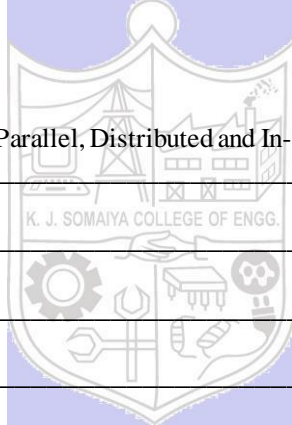 Parallel, Distributed and In-
K. J. SOMAIYA COLLEGE OF ENGG.